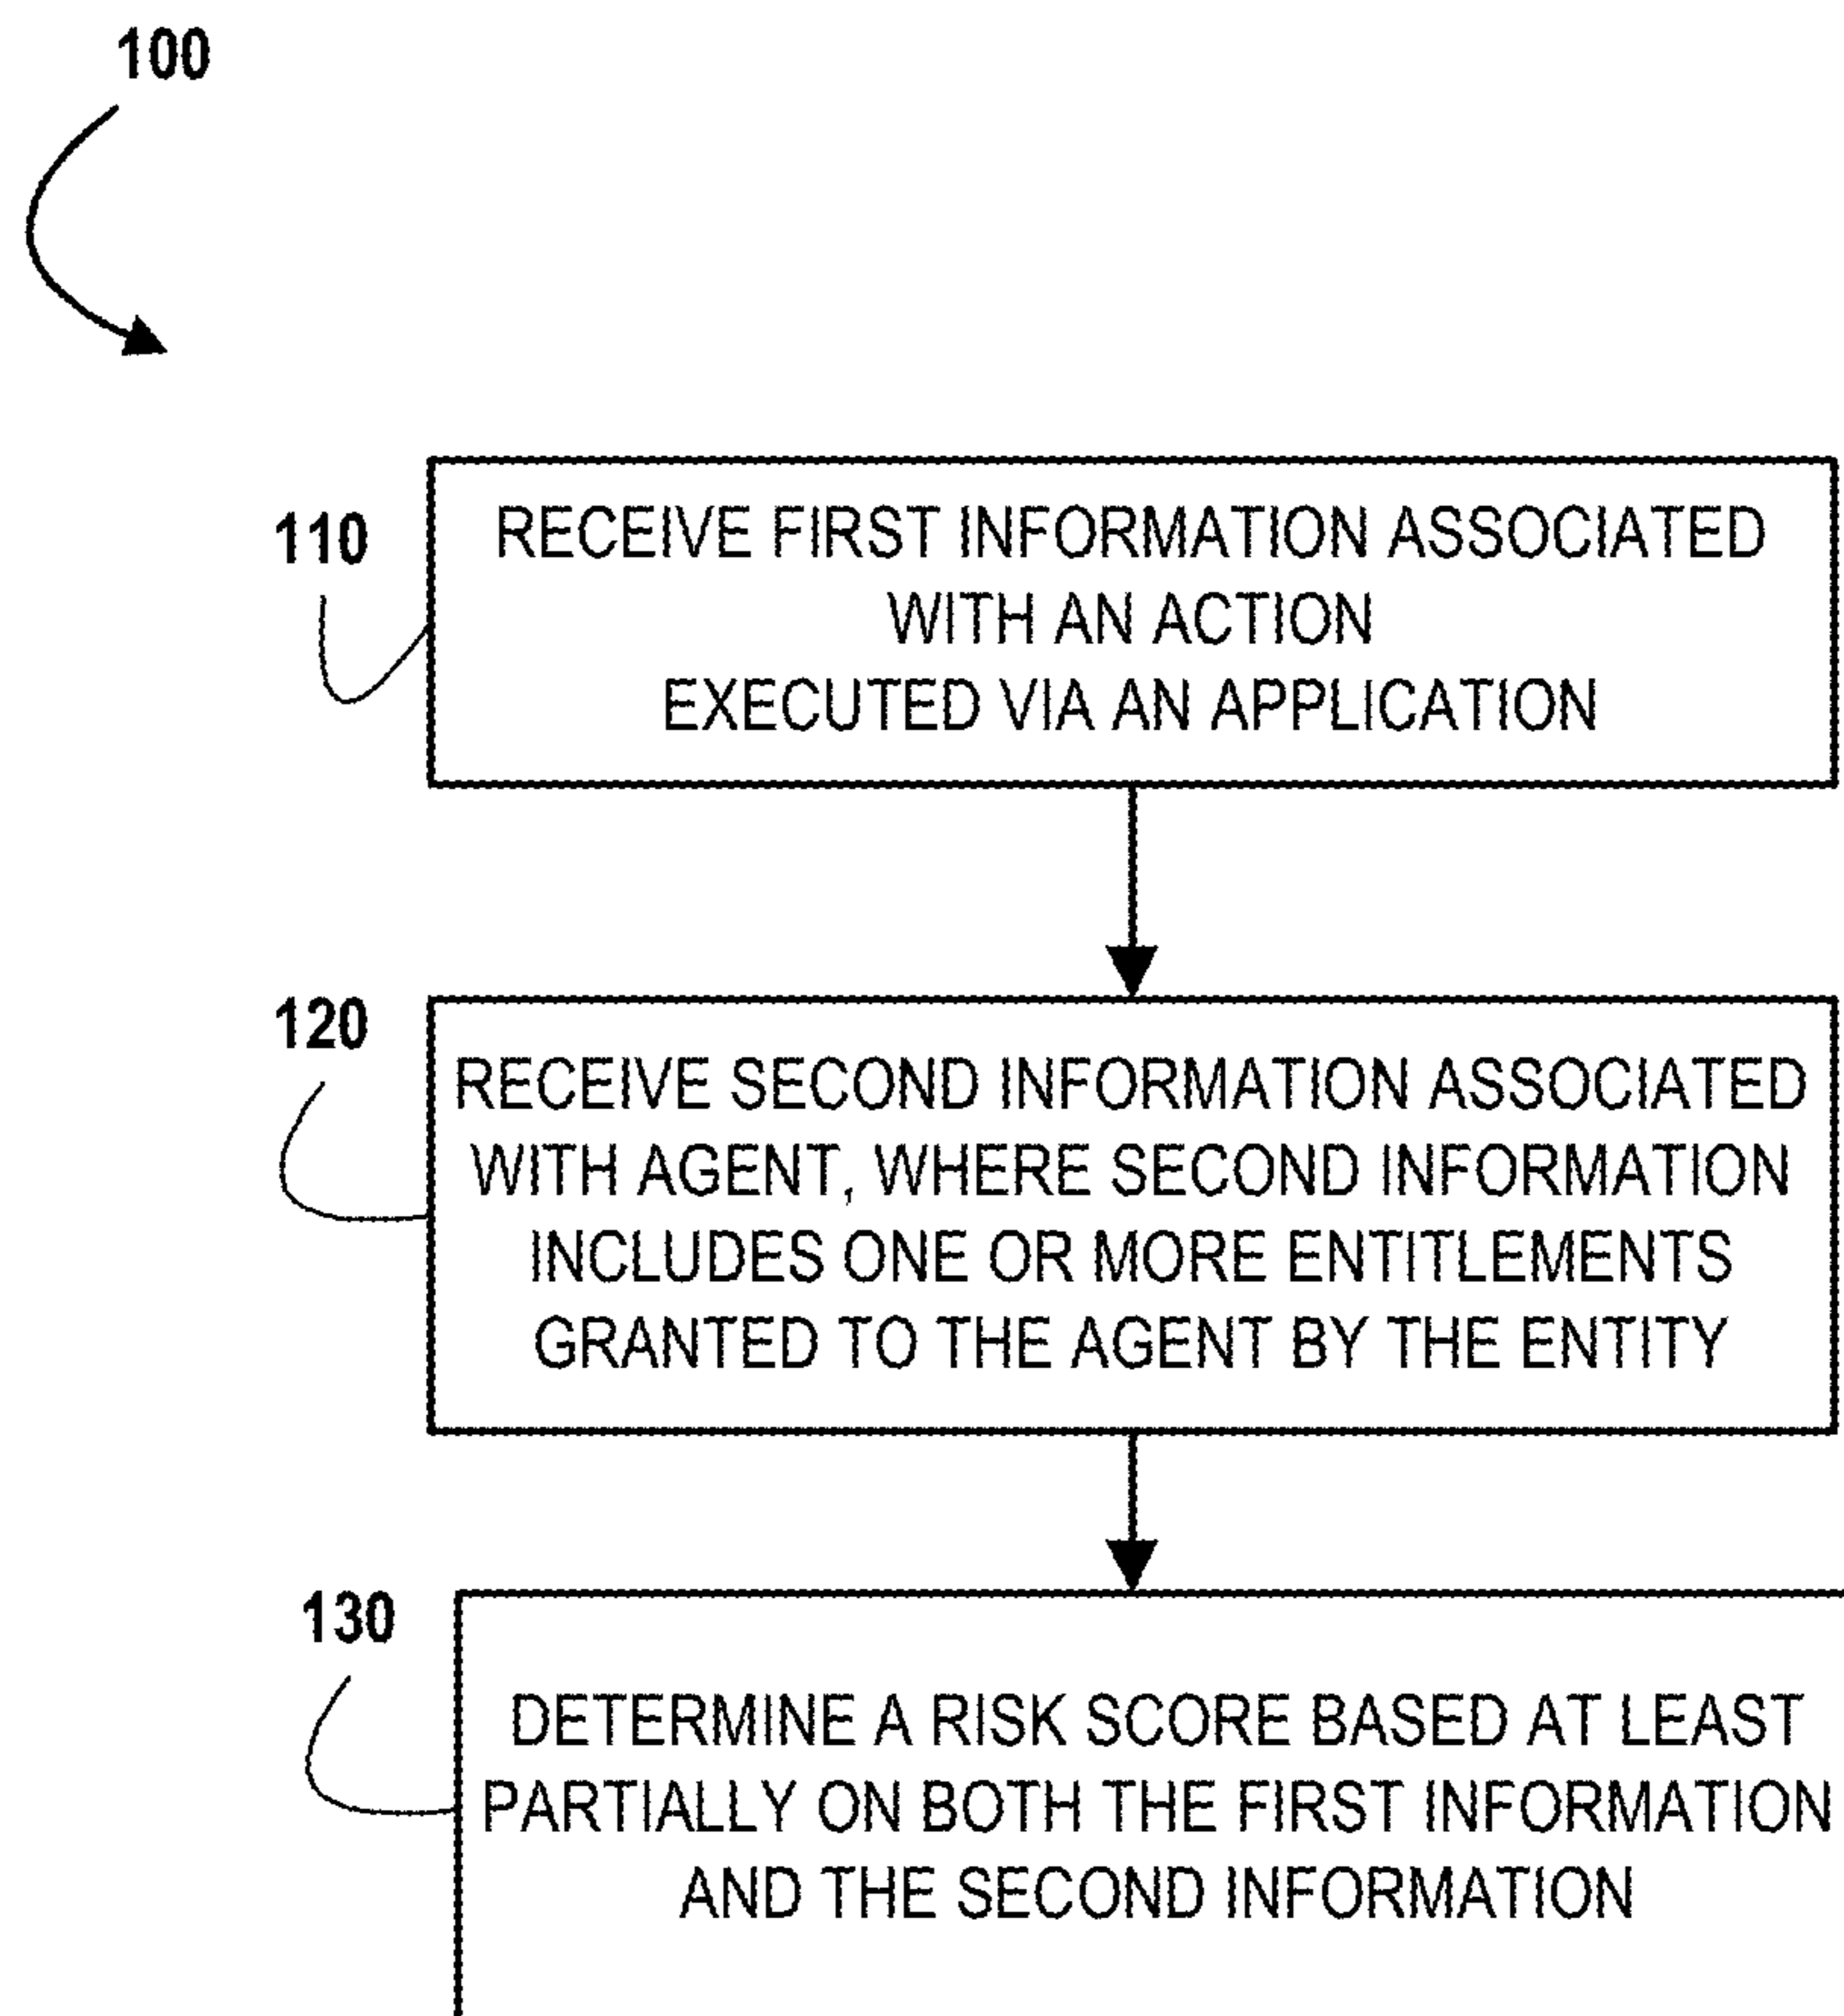 100
110
RECEIVE FIRST INFORMATION ASSOCIATED
WITH AN ACTION
EXECUTED VIA AN APPLICATION
120
RECEIVE SECOND INFORMATION ASSOCIATED
WITH AGENT, WHERE SECOND INFORMATION
INCLUDES ONE OR MORE ENTITLEMENTS
GRANTED TO THE AGENT BY THE ENTITY
130
DETERMINE A RISK SCORE BASED AT LEAST
PARTIALLY ON BOTH THE FIRST INFORMATION
AND THE SECOND INFORMATION